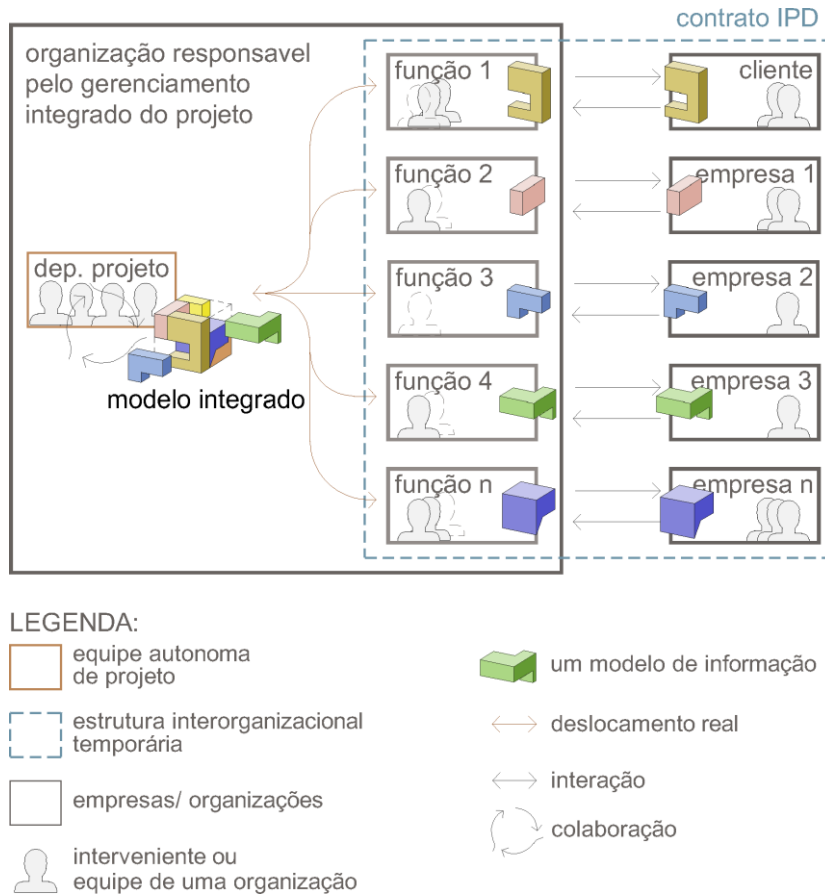 contrato IPD
organização responsavel
pelo gerenciamento
integrado do projeto
função 1
cliente
função 2
empresa 1
dep. projeto
função 3
empresa 2
modelo integrado
função 4
empresa 3
função n
empresa n
LEGENDA:
equipe autonoma
de projeto
estrutura interorganizacional
temporária
empresas/ organizações
interveniente ou
equipe de uma organização
um modelo de informação
deslocamento real
interação
colaboração